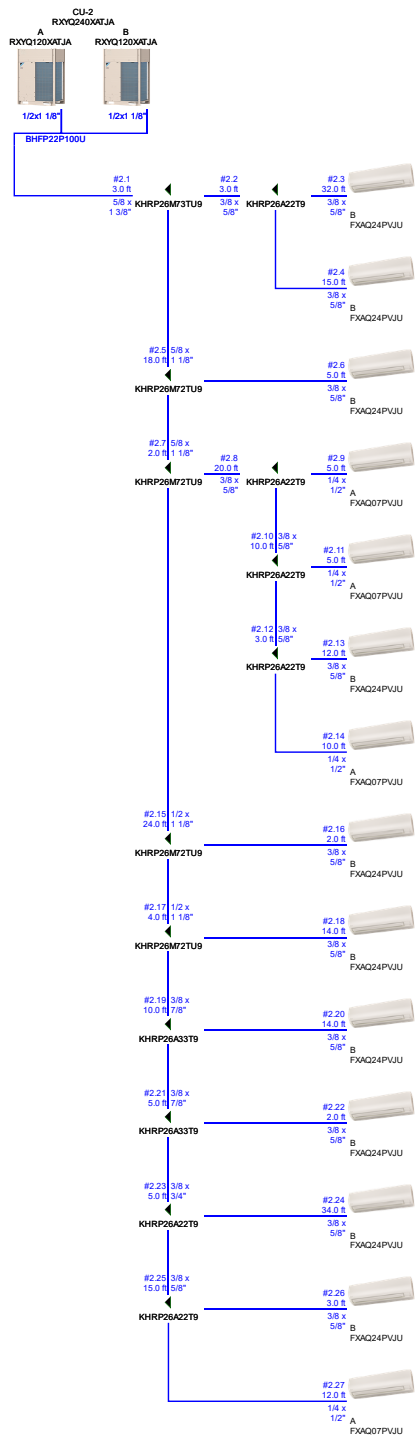 CU-2
RXYQ240XATJA
A
RXYQ120XATJA
B
RXYQ120XATJA
1/2x1 1/8"
1/2x1 1/8"
BHFP22P100U
#2.1
3.0 ft
5/8 x
1 3/8"
KHRP26M73TU9
#2.2
3.0 ft
3/8 x
5/8"
KHRP26A22T9
#2.3
32.0 ft
3/8 x
5/8"
B
FXAQ24PVJU
#2.4
15.0 ft
3/8 x
5/8"
B
FXAQ24PVJU
#2.5 5/8 x
18.0 ft 1 1/8"
KHRP26M72TU9
#2.6
5.0 ft
3/8 x
5/8"
B
FXAQ24PVJU
#2.7 5/8 x
2.0 ft 1 1/8"
KHRP26M72TU9
#2.8
20.0 ft
3/8 x
5/8"
KHRP26A22T9
#2.9
5.0 ft
1/4 x
1/2"
A
FXAQ07PVJU
#2.10 3/8 x
10.0 ft 5/8"
KHRP26A22T9
#2.11
5.0 ft
1/4 x
1/2"
A
FXAQ07PVJU
#2.12 3/8 x
3.0 ft 5/8"
KHRP26A22T9
#2.13
12.0 ft
3/8 x
5/8"
B
FXAQ24PVJU
#2.14
10.0 ft
1/4 x
1/2"
A
FXAQ07PVJU
#2.15 1/2 x
24.0 ft 1 1/8"
KHRP26M72TU9
#2.16
2.0 ft
3/8 x
5/8"
B
FXAQ24PVJU
#2.17 1/2 x
4.0 ft 1 1/8"
KHRP26M72TU9
#2.18
14.0 ft
3/8 x
5/8"
B
FXAQ24PVJU
#2.19 3/8 x
10.0 ft 7/8"
KHRP26A33T9
#2.20
14.0 ft
3/8 x
5/8"
B
FXAQ24PVJU
#2.21 3/8 x
5.0 ft 7/8"
KHRP26A33T9
#2.22
2.0 ft
3/8 x
5/8"
B
FXAQ24PVJU
#2.23 3/8 x
5.0 ft 3/4"
KHRP26A22T9
#2.24
34.0 ft
3/8 x
5/8"
B
FXAQ24PVJU
#2.25 3/8 x
15.0 ft 5/8"
KHRP26A22T9
#2.26
3.0 ft
3/8 x
5/8"
B
FXAQ24PVJU
#2.27
12.0 ft
1/4 x
1/2"
A
FXAQ07PVJU